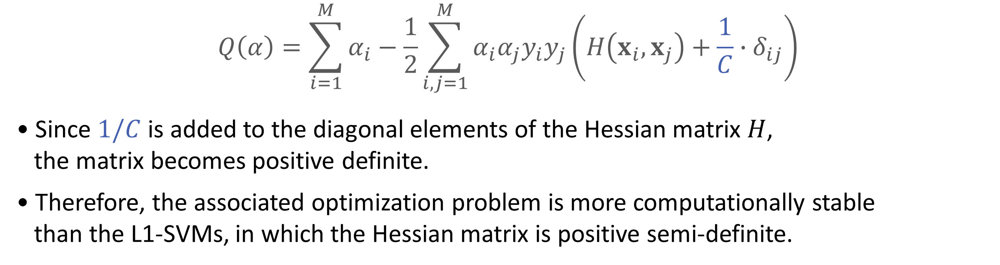 $Q(\alpha) = \sum_{i=1}^{M} \alpha_i - \frac{1}{2} \sum_{i,j=1}^{M} \alpha_i \alpha_j y_i y_j \left( H(\mathbf{x}_i, \mathbf{x}_j) + \frac{1}{C} \cdot \delta_{ij} \right)$
• Since $1/C$ is added to the diagonal elements of the Hessian matrix $H$,
the matrix becomes positive definite.
• Therefore, the associated optimization problem is more computationally stable
than the L1-SVMs, in which the Hessian matrix is positive semi-definite.